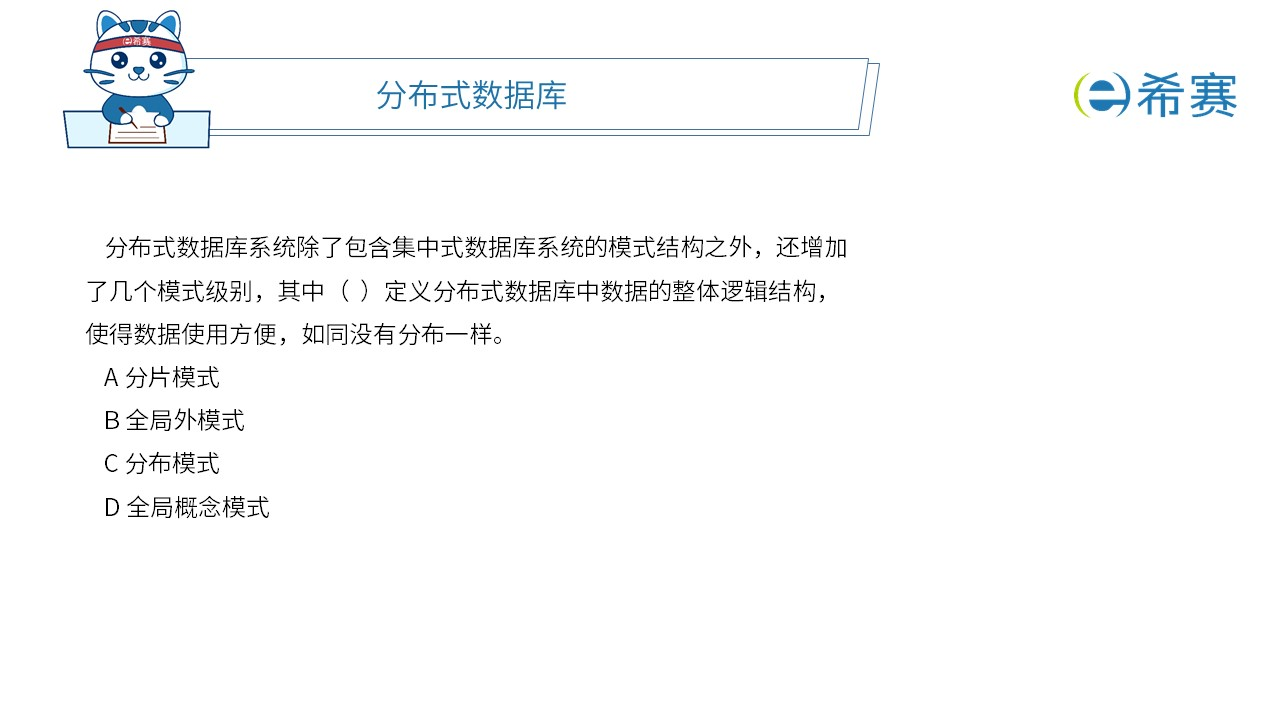 希赛
分布式数据库
希赛
分布式数据库系统除了包含集中式数据库系统的模式结构之外，还增加
了几个模式级别，其中（ ）定义分布式数据库中数据的整体逻辑结构，
使得数据使用方便，如同没有分布一样。
A 分片模式
B 全局外模式
C 分布模式
D 全局概念模式